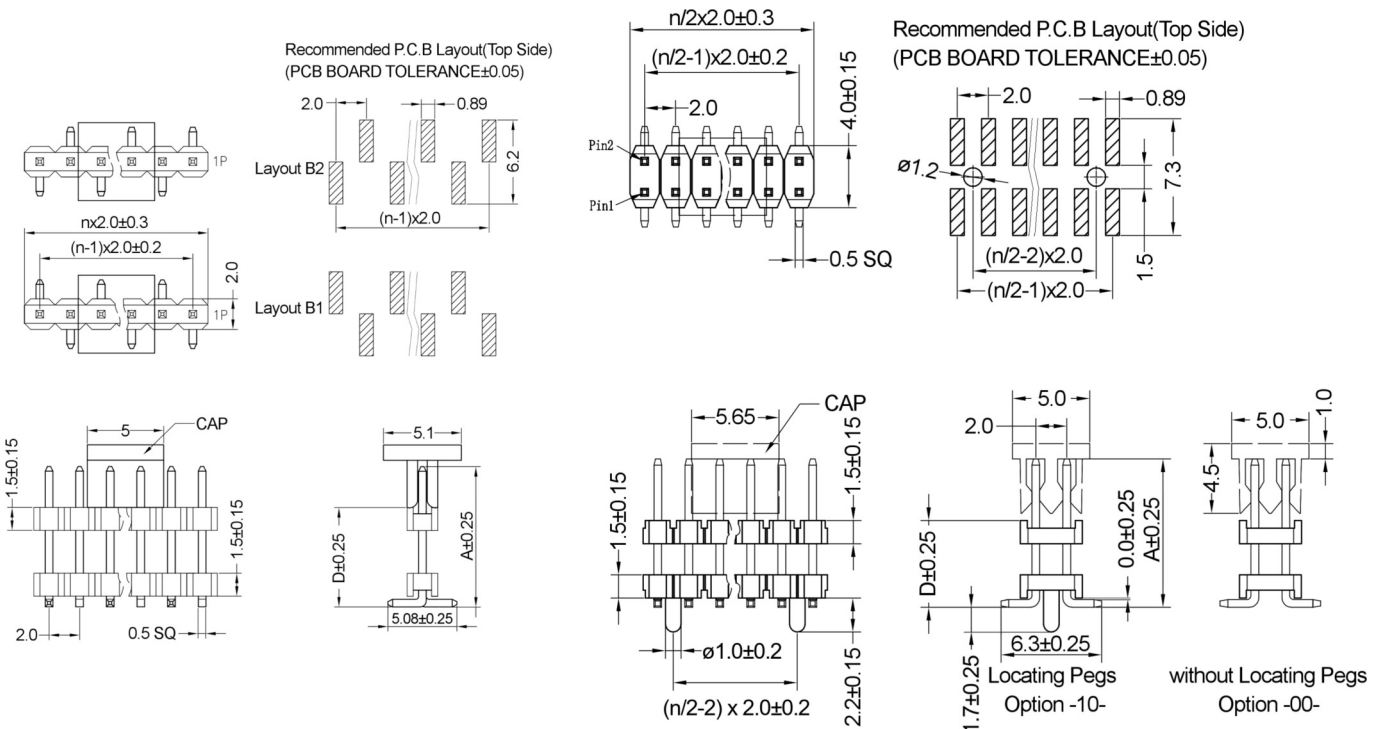 Recommended P.C.B Layout(Top Side)
(PCB BOARD TOLERANCE±0.05)
2.0
0.89
Layout B2
6.2
(n-1)x2.0
Layout B1
1P
nx2.0±0.3
(n-1)x2.0±0.2
2.0
1P
n/2x2.0±0.3
(n/2-1)x2.0±0.2
2.0
4.0±0.15
Pin2
Pin1
0.5 SQ
Recommended P.C.B Layout(Top Side)
(PCB BOARD TOLERANCE±0.05)
2.0
0.89
ø1.2
7.3
1.5
(n/2-2)x2.0
(n/2-1)x2.0
5
CAP
1.5±0.15
1.5±0.15
2.0
0.5 SQ
5.1
D±0.25
A±0.25
5.08±0.25
5.65
CAP
1.5±0.15
1.5±0.15
ø1.0±0.2
2.2±0.15
(n/2-2) x 2.0±0.2
5.0
2.0
D±0.25
0.0±0.25
A±0.25
6.3±0.25
1.7±0.25
Locating Pegs
Option -10-
5.0
1.0
4.5
without Locating Pegs
Option -00-